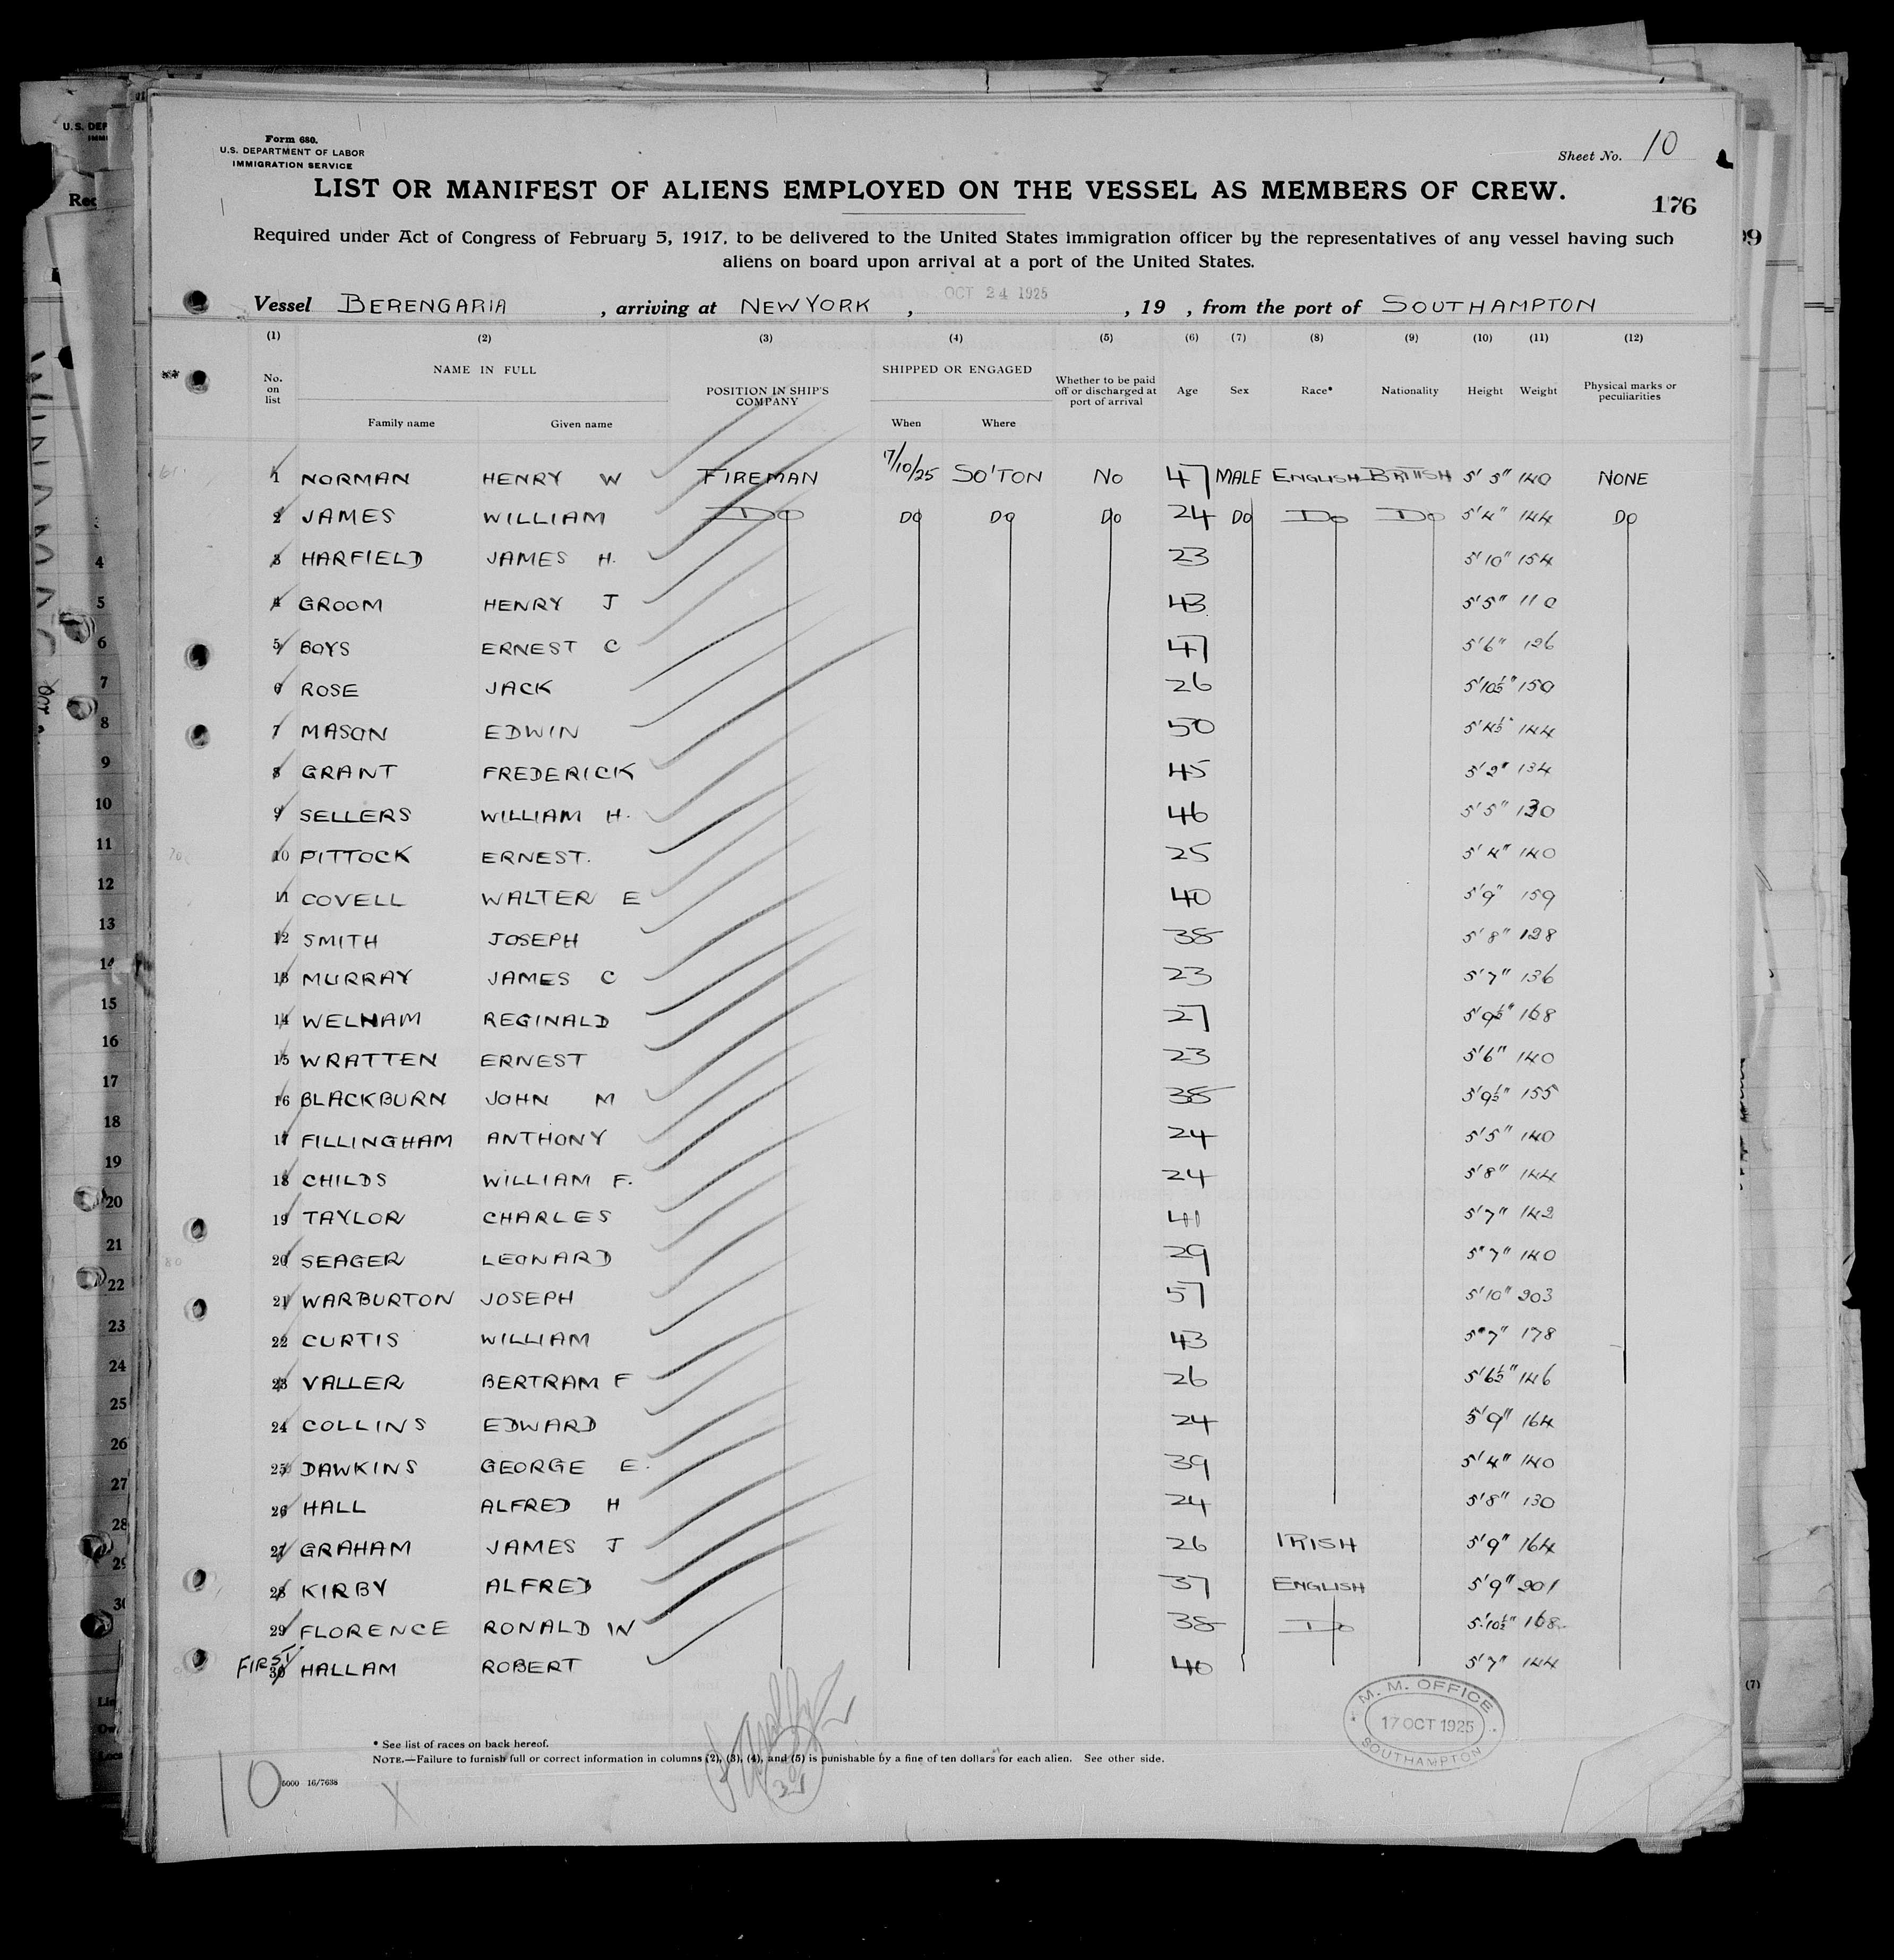 Form 680.
U.S. DEPARTMENT OF LABOR
IMMIGRATION SERVICE
Sheet No. 10
LIST OR MANIFEST OF ALIENS EMPLOYED ON THE VESSEL AS MEMBERS OF CREW.
176
Required under Act of Congress of February 5, 1917, to be delivered to the United States immigration officer by the representatives of any vessel having such
aliens on board upon arrival at a port of the United States.
OCT 24 1925
Vessel BERENGARIA , arriving at NEW YORK , , 19 , from the port of SOUTHAMPTON
(1) (2) (3) (4) (5) (6) (7) (8) (9) (10) (11) (12)
No. on list NAME IN FULL Family name Given name POSITION IN SHIP'S COMPANY SHIPPED OR ENGAGED When Where Whether to be paid off or discharged at port of arrival Age Sex Race* Nationality Height Weight Physical marks or peculiarities
1 NORMAN HENRY W FIREMAN 17/10/25 SO'TON NO 47 MALE ENGLISH BRITISH 5' 5" 140 NONE
2 JAMES WILLIAM DO DO DO DO 24 DO DO DO 5'4" 144 DO
3 HARFIELD JAMES H. 23 5'10" 154
4 GROOM HENRY J 43 5'5" 110
5 BOYS ERNEST C 47 5'6" 126
6 ROSE JACK 26 5'10½" 150
7 MASON EDWIN 50 5'4½" 144
8 GRANT FREDERICK 45 5'2" 134
9 SELLERS WILLIAM H. 46 5'5" 130
10 PITTOCK ERNEST. 25 5'4" 140
11 COVELL WALTER E 40 5'9" 159
12 SMITH JOSEPH 38 5'8" 128
13 MURRAY JAMES C 23 5'7" 136
14 WELHAM REGINALD 27 5'9½" 168
15 WRATTEN ERNEST 23 5'6" 140
16 BLACKBURN JOHN M 38 5'9½" 155
17 FILLINGHAM ANTHONY 24 5'5" 140
18 CHILDS WILLIAM F. 24 5'8" 144
19 TAYLOR CHARLES 41 5'7" 142
20 SEAGER LEONARD 29 5'7" 140
21 WARBURTON JOSEPH 57 5'10" 203
22 CURTIS WILLIAM 43 5'7" 178
23 VALLER BERTRAM F 26 5'6½" 146
24 COLLINS EDWARD 24 5'9" 164
25 DAWKINS GEORGE E. 39 5'4" 140
26 HALL ALFRED H 24 5'8" 130
27 GRAHAM JAMES J 26 IRISH 5'9" 164
28 KIRBY ALFRED 37 ENGLISH 5'9" 201
29 FLORENCE RONALD W 38 DO 5'10½" 168
FIRST
30 HALLAM ROBERT 40 5'7" 144
M. M. OFFICE
17 OCT 1925
SOUTHAMPTON
* See list of races on back hereof.
NOTE.—Failure to furnish full or correct information in columns (2), (3), (4), and (5) is punishable by a fine of ten dollars for each alien. See other side.
5000 16/7638
10
X